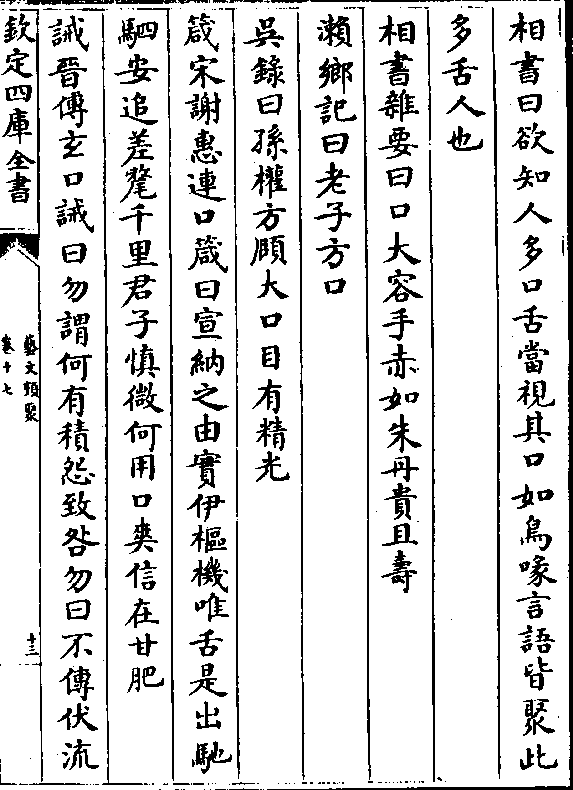 相書曰欲知人多口舌當視其口如鳥喙言語皆聚此
多舌人也
相書雜要曰口大容手赤如朱丹貴且壽
瀨鄉記曰老子方口
吳錄曰孫權方頤大口目有精光
箴宋謝惠連口箴曰宣納之由實伊樞機唯舌是出馳
駟安追差毫千里君子慎微何用口爽信在甘肥
誡晉傅玄口誡曰勿謂何有積怨致咎勿曰不傳伏流
欽定四庫全書
藝文類聚
卷十七
十三